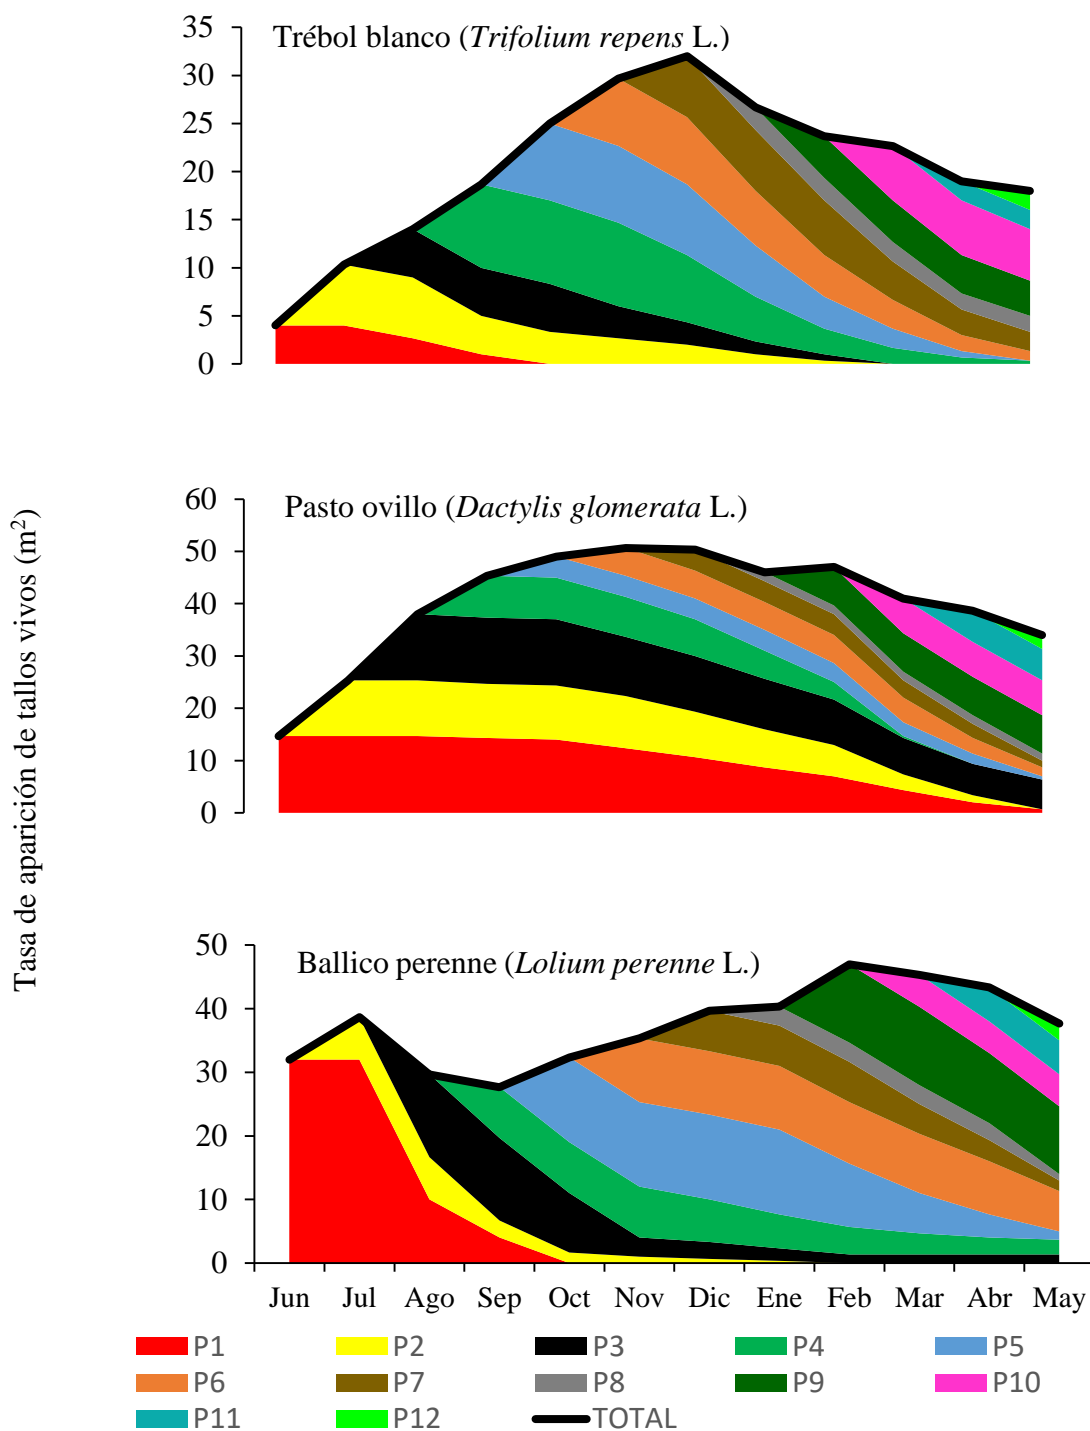 Tasa de aparición de tallos vivos (m²)
Trébol blanco (Trifolium repens L.)
35
30
25
20
15
10
5
0
Pasto ovillo (Dactylis glomerata L.)
60
50
40
30
20
10
0
Ballico perenne (Lolium perenne L.)
50
40
30
20
10
0
Jun Jul Ago Sep Oct Nov Dic Ene Feb Mar Abr May
P1 P2 P3 P4 P5
P6 P7 P8 P9 P10
P11 P12 TOTAL